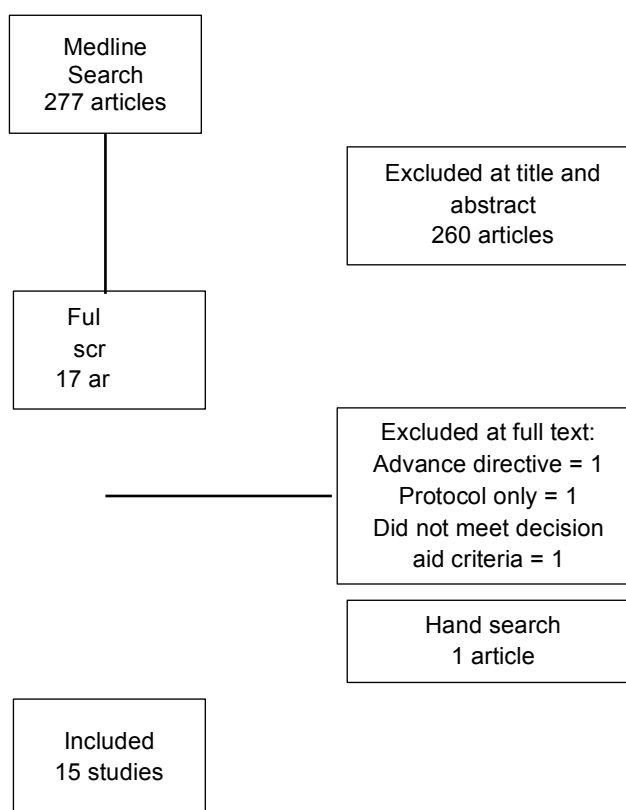 Medline
Search
277 articles
Excluded at title and
abstract
260 articles
Ful
scr
17 ar
Excluded at full text:
Advance directive = 1
Protocol only = 1
Did not meet decision
aid criteria = 1
Hand search
1 article
Included
15 studies